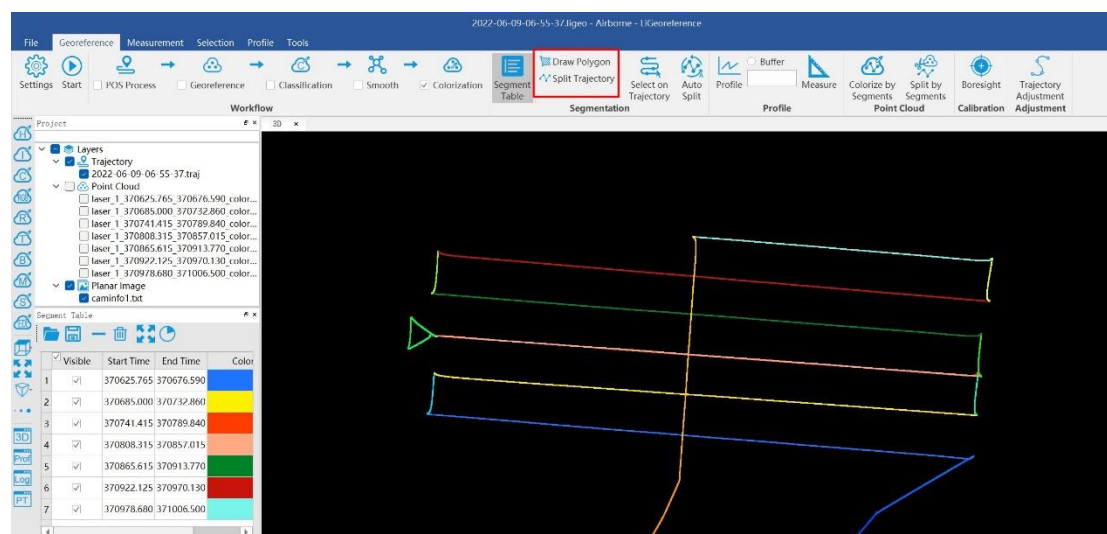 2022-06-09-06-55-37.ligeo - Airborne - LiGeoreference
File Georeference Measurement Selection Profile Tools
Settings Start POS Process Georeference Classification Smooth Colorization
Segment Table
Draw Polygon
Split Trajectory
Select on Trajectory
Auto Split
Profile
Buffer
Measure
Colorize by Segments
Split by Segments
Boresight
Trajectory Adjustment
Workflow Segmentation Profile Point Cloud Calibration Adjustment
Project
3D
Layers
Trajectory
2022-06-09-06-55-37.traj
Point Cloud
laser_1_370625.765_370676.590_color...
laser_1_370685.000_370732.860_color...
laser_1_370741.415_370789.840_color...
laser_1_370808.315_370857.015_color...
laser_1_370865.615_370913.770_color...
laser_1_370922.125_370970.130_color...
laser_1_370978.680_371006.500_color...
Planar Image
caminfo1.txt
Segment Table
Visible Start Time End Time Color
1 370625.765 370676.590
2 370685.000 370732.860
3 370741.415 370789.840
4 370808.315 370857.015
5 370865.615 370913.770
6 370922.125 370970.130
7 370978.680 371006.500
H
I
C
RGB
R
T
B
M
S
3D
Prof
Log
PT